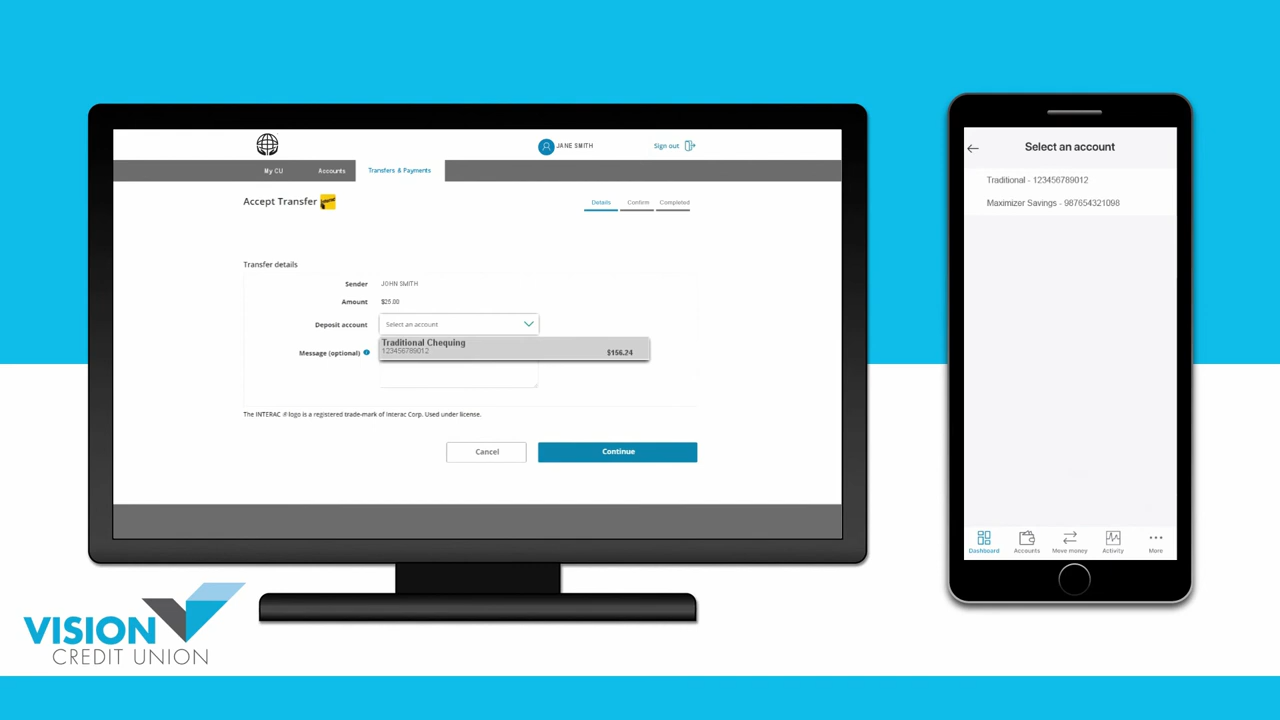 JANE SMITH
Sign out
My CU
Accounts
Transfers & Payments
Accept Transfer
Details
Confirm
Completed
Transfer details
Sender
JOHN SMITH
Amount
$25.00
Deposit account
Select an account
Traditional Chequing
123456789012
$156.24
Message (optional)
The INTERAC e logo is a registered trade-mark of Interac Corp. Used under license.
Cancel
Continue
Select an account
Traditional - 123456789012
Maximizer Savings - 987654321098
Dashboard
Accounts
Move money
Activity
More
VISION
CREDIT UNION